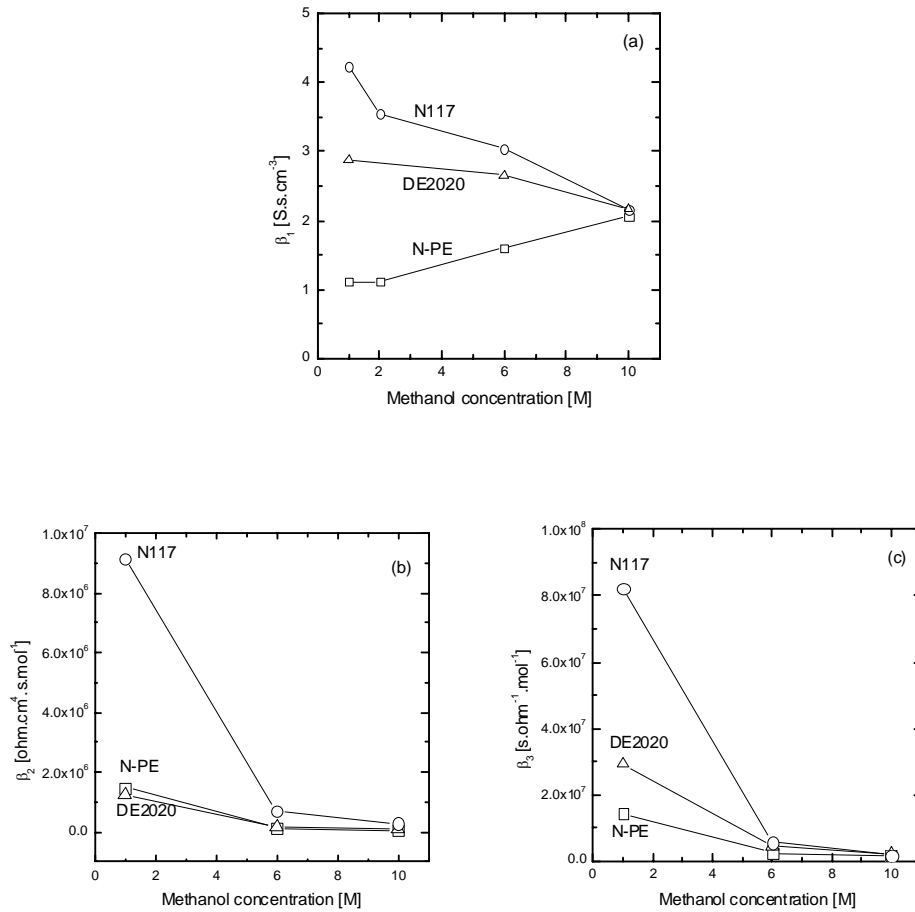 (a)
5
4
3
2
1
0
N117
DE2020
N-PE
β₁ [S.s.cm⁻³]
0 2 4 6 8 10
Methanol concentration [M]
(b)
1.0x10⁷
8.0x10⁶
6.0x10⁶
4.0x10⁶
2.0x10⁶
0.0
N117
N-PE
DE2020
β₂ [ohm.cm⁴.s.mol¹]
0 2 4 6 8 10
Methanol concentration [M]
(c)
1.0x10⁸
8.0x10⁷
6.0x10⁷
4.0x10⁷
2.0x10⁷
0.0
N117
DE2020
N-PE
β₃ [s.ohm⁻¹.mol⁻¹]
0 2 4 6 8 10
Methanol concentration [M]